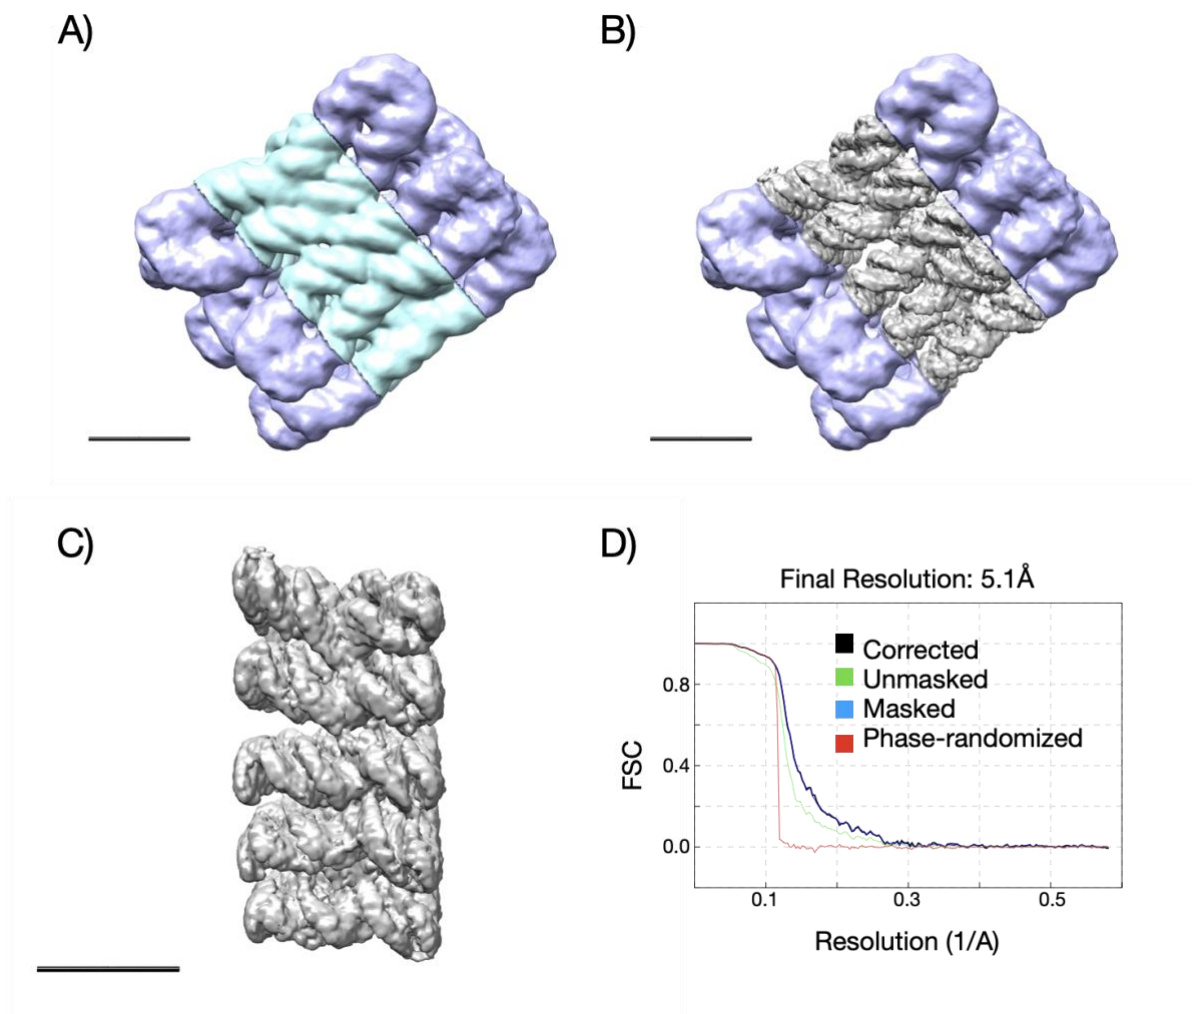 A)
B)
C)
D)
Final Resolution: 5.1Å
Corrected
Unmasked
Masked
Phase-randomized
0.8
0.4
0.0
FSC
0.1
0.3
0.5
Resolution (1/A)